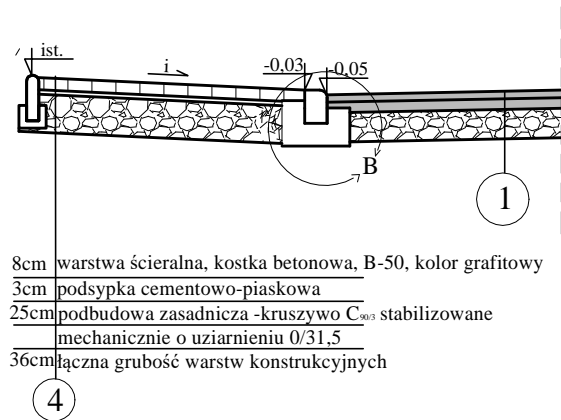 ist.
i
-0,03
-0,05
B
1
8cm warstwa ścieralna, kostka betonowa, B-50, kolor grafitowy
3cm podsypka cementowo-piaskowa
25cm podbudowa zasadnicza -kruszywo C90/3 stabilizowane
mechanicznie o uziarnieniu 0/31,5
36cm łączna grubość warstw konstrukcyjnych
4